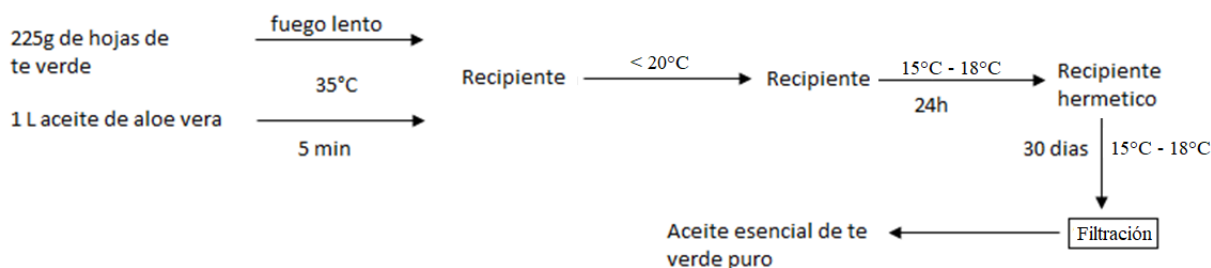 225g de hojas de
te verde
fuego lento
35°C
1 L aceite de aloe vera
5 min
Recipiente
< 20°C
Recipiente
15°C - 18°C
24h
Recipiente
hermetico
30 dias
15°C - 18°C
Filtración
Aceite esencial de te
verde puro